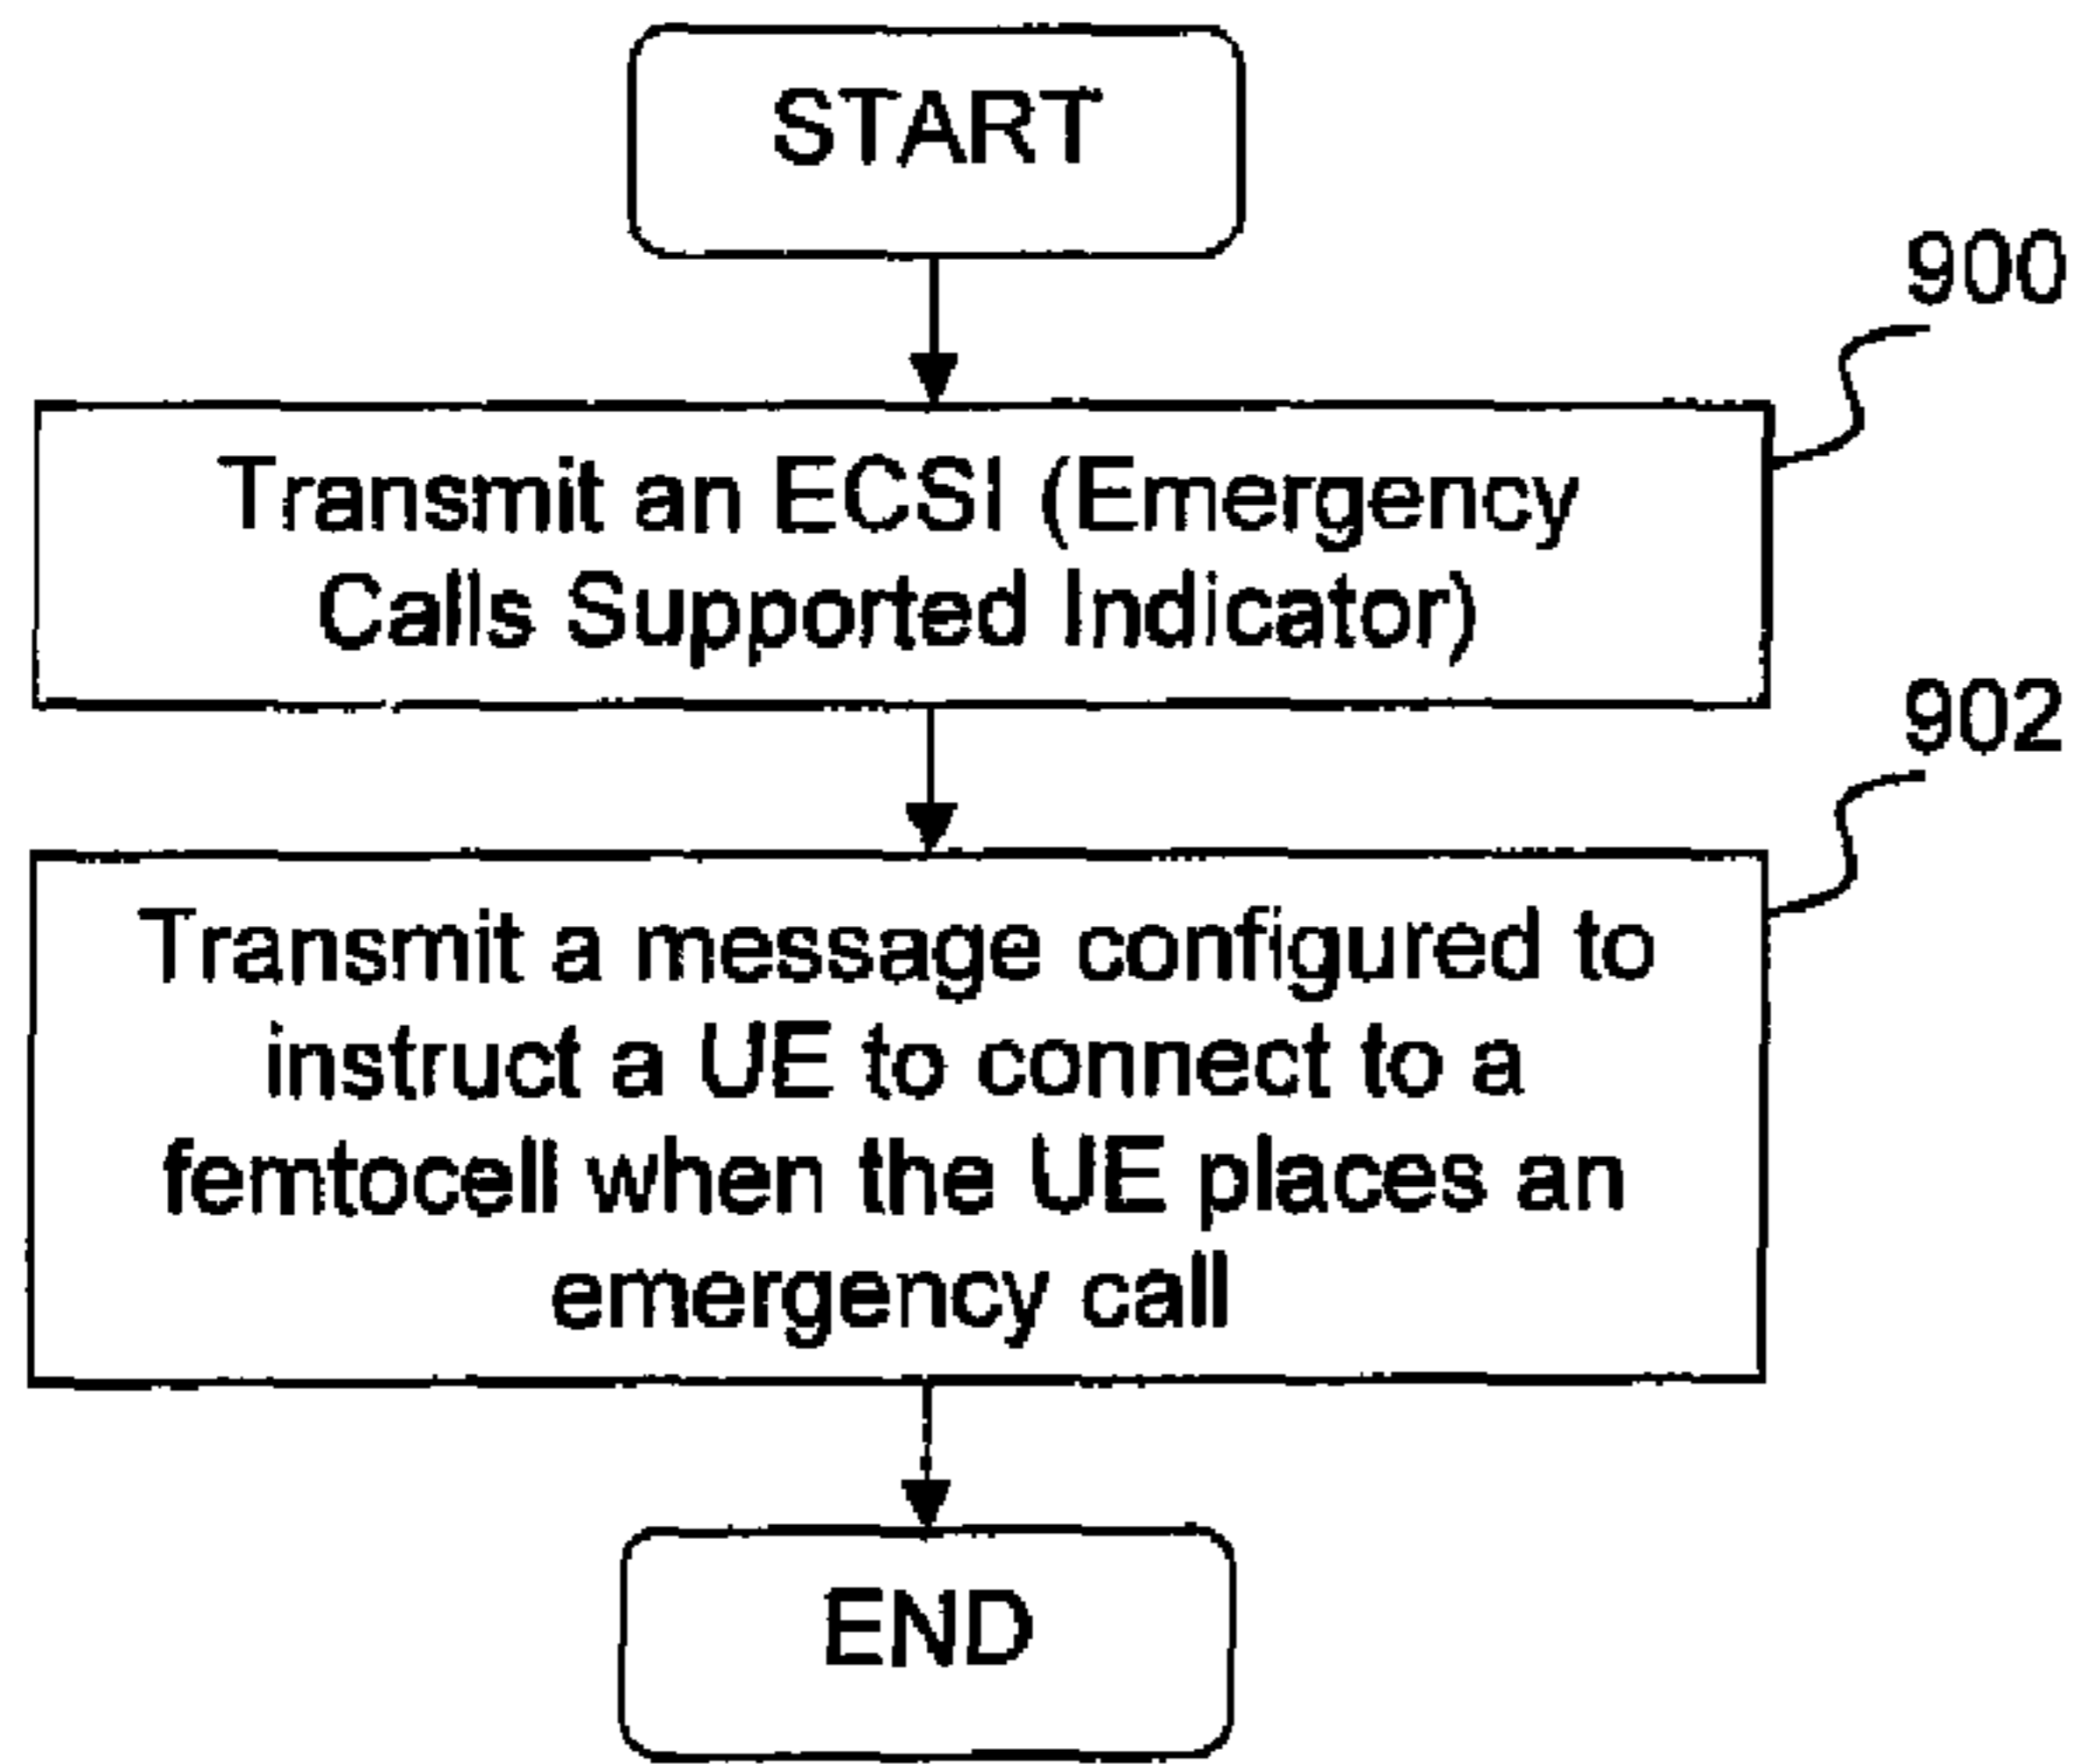 START
900
Transmit an ECSI (Emergency
Calls Supported Indicator)
902
Transmit a message configured to
instruct a UE to connect to a
femtocell when the UE places an
emergency call
END